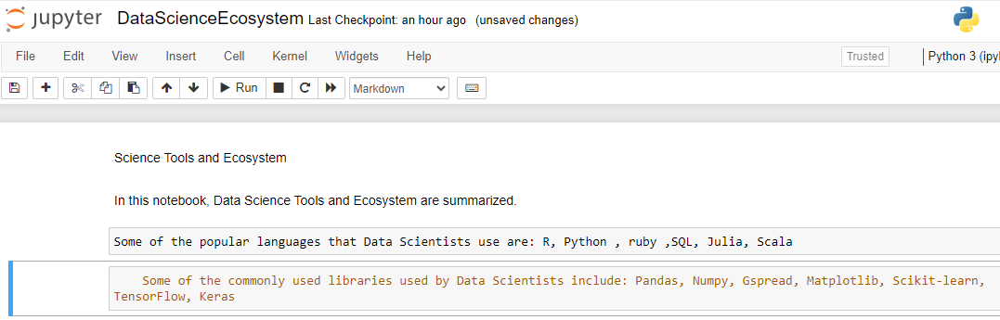 jupyter DataScienceEcosystem Last Checkpoint: an hour ago (unsaved changes)
File Edit View Insert Cell Kernel Widgets Help Trusted Python 3 (ipy
Run Markdown
Science Tools and Ecosystem
In this notebook, Data Science Tools and Ecosystem are summarized.
Some of the popular languages that Data Scientists use are: R, Python , ruby ,SQL, Julia, Scala
Some of the commonly used libraries used by Data Scientists include: Pandas, Numpy, Gspread, Matplotlib, Scikit-learn,
TensorFlow, Keras